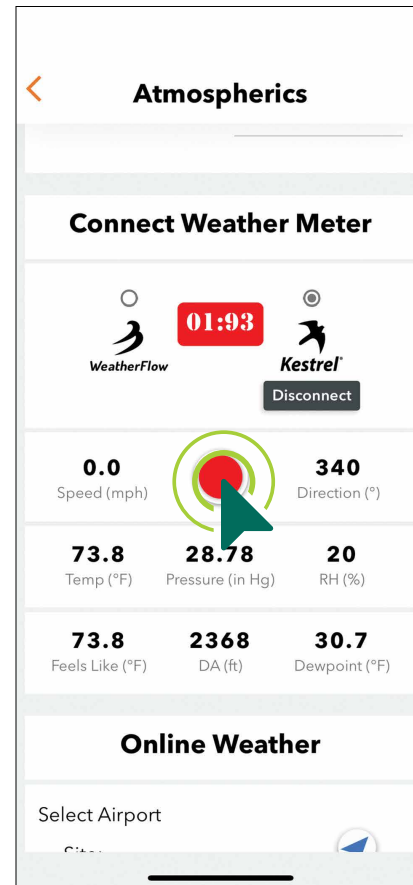 Atmospherics
Connect Weather Meter
01:93
WeatherFlow
Kestrel
Disconnect
0.0
340
Speed (mph)
Direction (°)
73.8
28.78
20
Temp (°F)
Pressure (in Hg)
RH (%)
73.8
2368
30.7
Feels Like (°F)
DA (ft)
Dewpoint (°F)
Online Weather
Select Airport